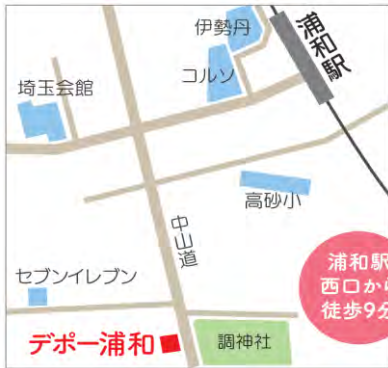 伊勢丹
浦和駅
コルソ
埼玉会館
高砂小
中山道
浦和駅
西口から
徒歩9分
セブンイレブン
デポー浦和
調神社